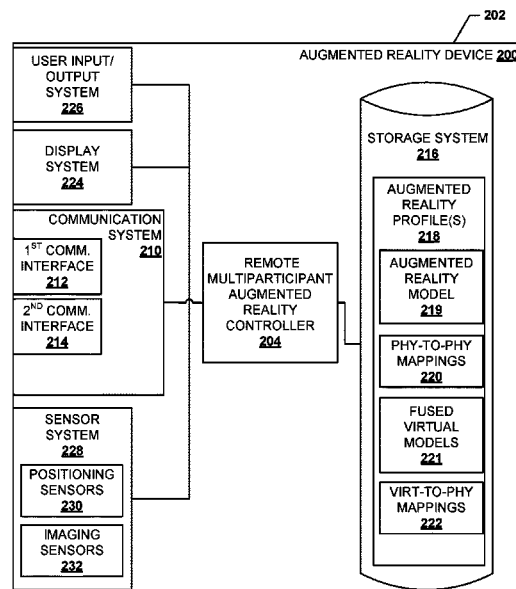 202
AUGMENTED REALITY DEVICE 200
USER INPUT/
OUTPUT
SYSTEM
226
DISPLAY
SYSTEM
224
COMMUNICATION
SYSTEM
210
1ST COMM.
INTERFACE
212
2ND COMM.
INTERFACE
214
SENSOR
SYSTEM
228
POSITIONING
SENSORS
230
IMAGING
SENSORS
232
REMOTE
MULTIPARTICIPANT
AUGMENTED
REALITY
CONTROLLER
204
STORAGE SYSTEM
216
AUGMENTED
REALITY
PROFILE(S)
218
AUGMENTED
REALITY
MODEL
219
PHY-TO-PHY
MAPPINGS
220
FUSED
VIRTUAL
MODELS
221
VIRT-TO-PHY
MAPPINGS
222